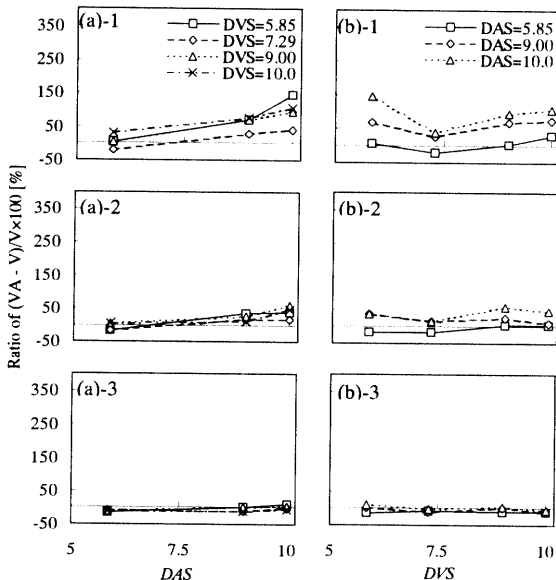 Ratio of (VA - V)/V×100 [%]
(a)-1
DVS=5.85
DVS=7.29
DVS=9.00
DVS=10.0
350
250
150
50
-50
(b)-1
DAS=5.85
DAS=9.00
DAS=10.0
(a)-2
350
250
150
50
-50
(b)-2
(a)-3
350
250
150
50
-50
(b)-3
5 7.5 10
DAS
5 7.5 10
DVS